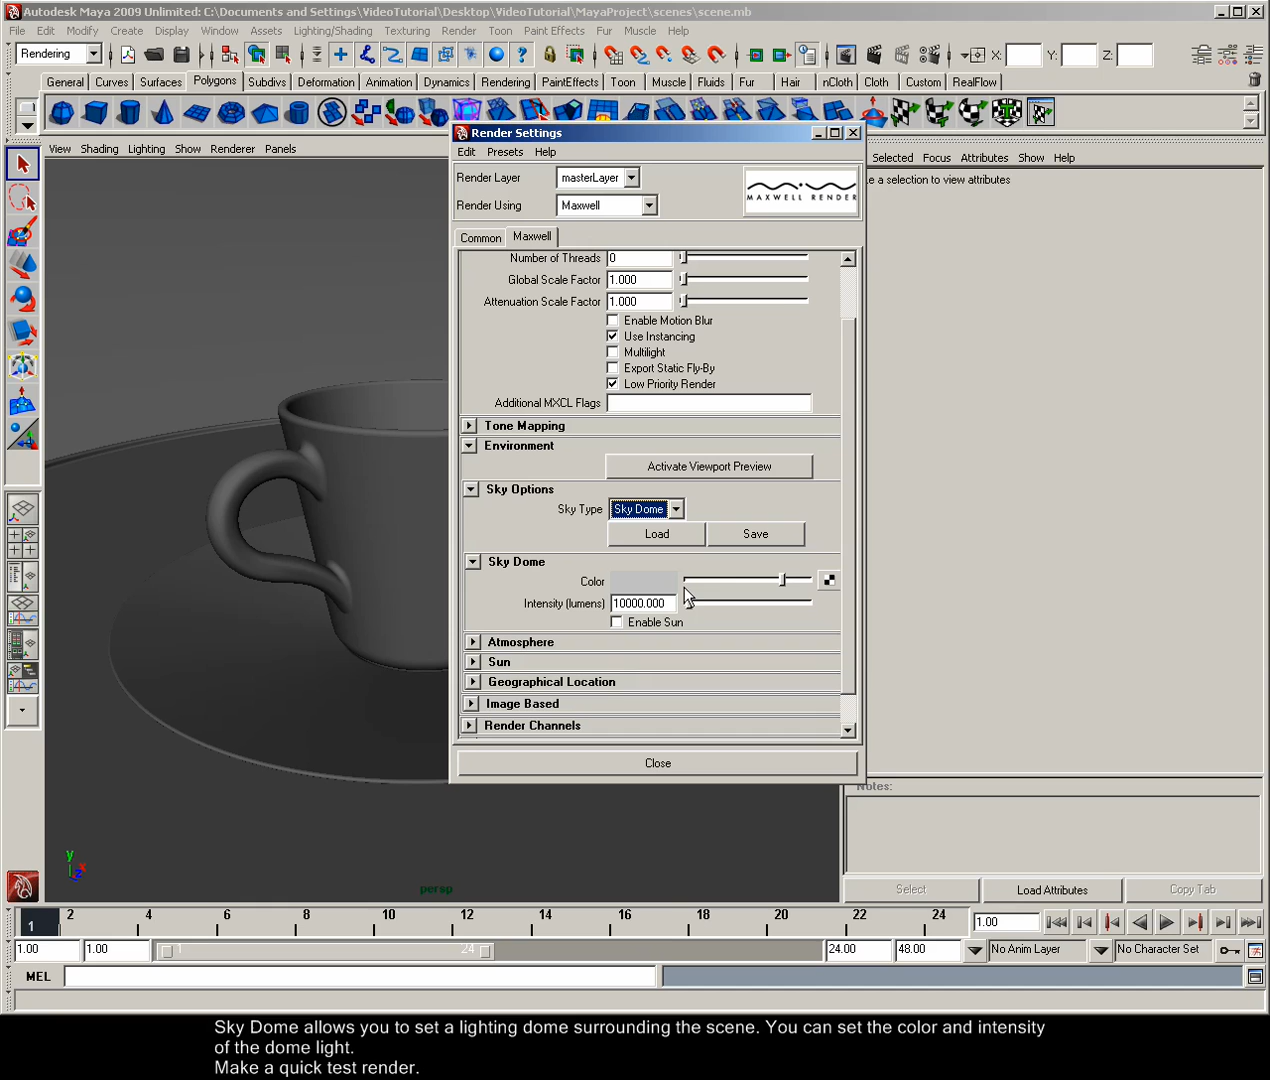 Autodesk Maya 2009 Unlimited: C:\Documents and Settings\VideoTutorial\Desktop\VideoTutorial\MayaProject\scenes\scene.mb
File Edit Modify Create Display Window Assets Lighting/Shading Texturing Render Toon Paint Effects Fur Muscle Help
Rendering X: Y: Z:
General Curves Surfaces Polygons Subdivs Deformation Animation Dynamics Rendering PaintEffects Toon Muscle Fluids Fur Hair nCloth Cloth Custom RealFlow
View Shading Lighting Show Renderer Panels
Render Settings
Edit Presets Help
Selected Focus Attributes Show Help
Render Layer masterLayer
e a selection to view attributes
MAXWELL RENDER
Render Using Maxwell
Common Maxwell
Number of Threads 0
Global Scale Factor 1.000
Attenuation Scale Factor 1.000
Enable Motion Blur
Use Instancing
Multilight
Export Static Fly-By
Low Priority Render
Additional MXCL Flags
Tone Mapping
Environment
Activate Viewport Preview
Sky Options
Sky Type Sky Dome
Load Save
Sky Dome
Color
Intensity (lumens) 10000.000
Enable Sun
Atmosphere
Sun
Geographical Location
Image Based
Render Channels
Close
Notes:
y
x
z
persp
Select Load Attributes Copy Tab
1 2 4 6 8 10 12 14 16 18 20 22 24 1.00
1.00 1.00 1 24 24.00 48.00 No Anim Layer No Character Set
MEL
Sky Dome allows you to set a lighting dome surrounding the scene. You can set the color and intensity
of the dome light.
Make a quick test render.